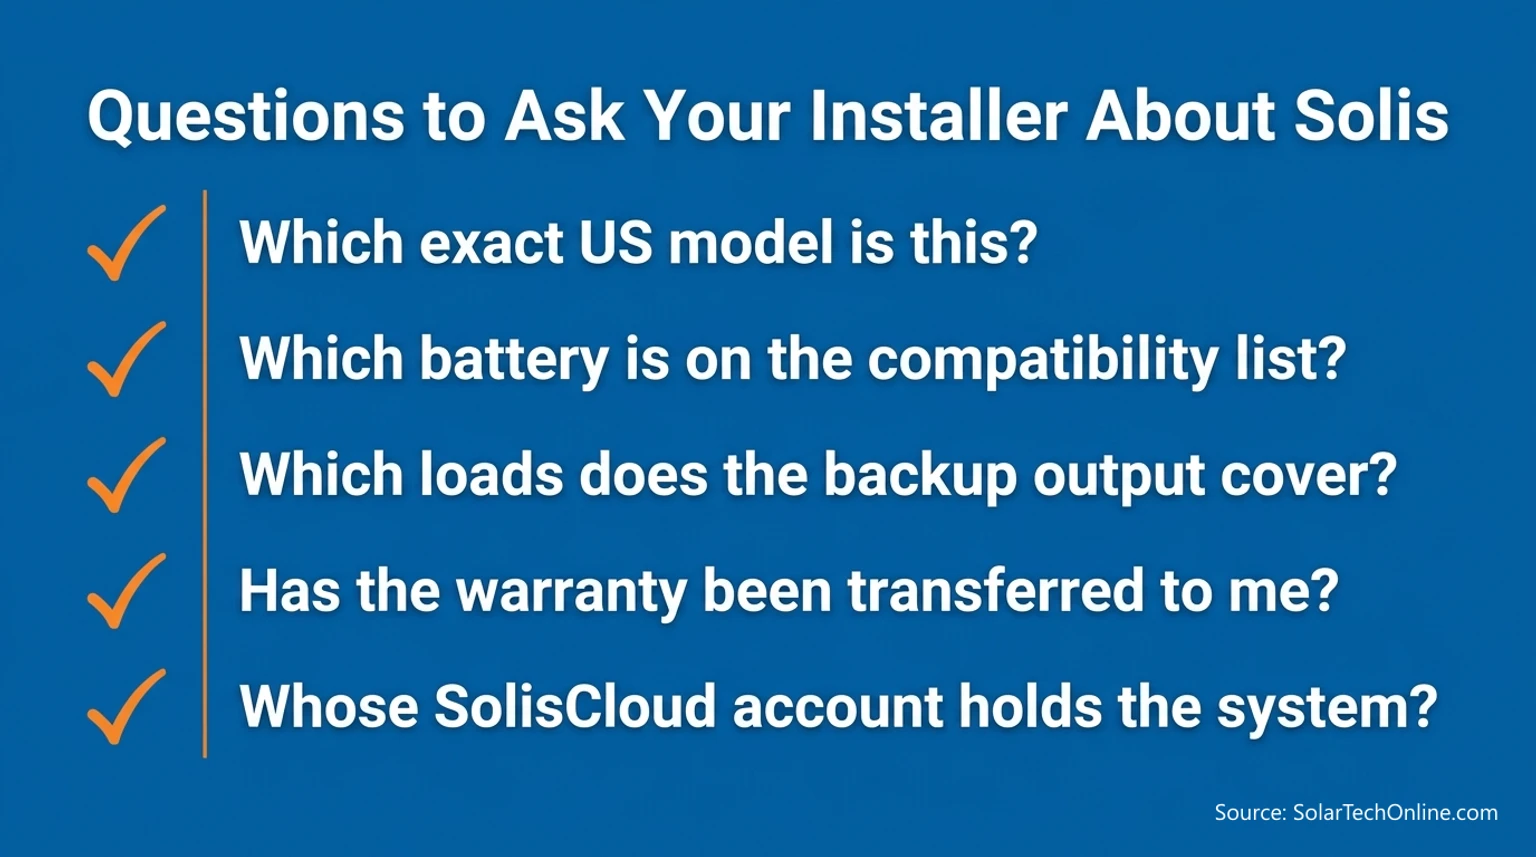 Questions to Ask Your Installer About Solis
Which exact US model is this?
Which battery is on the compatibility list?
Which loads does the backup output cover?
Has the warranty been transferred to me?
Whose SolisCloud account holds the system?
Source: SolarTechOnline.com